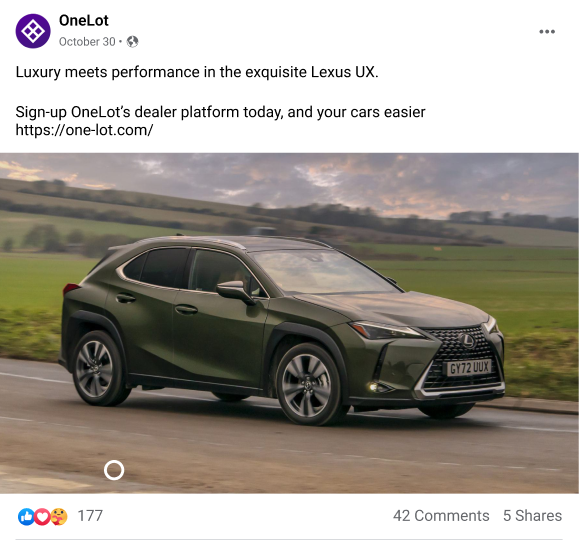 OneLot
October 30 •
Luxury meets performance in the exquisite Lexus UX.
Sign-up OneLot’s dealer platform today, and your cars easier
https://one-lot.com/
GY72 UUX
177
42 Comments 5 Shares